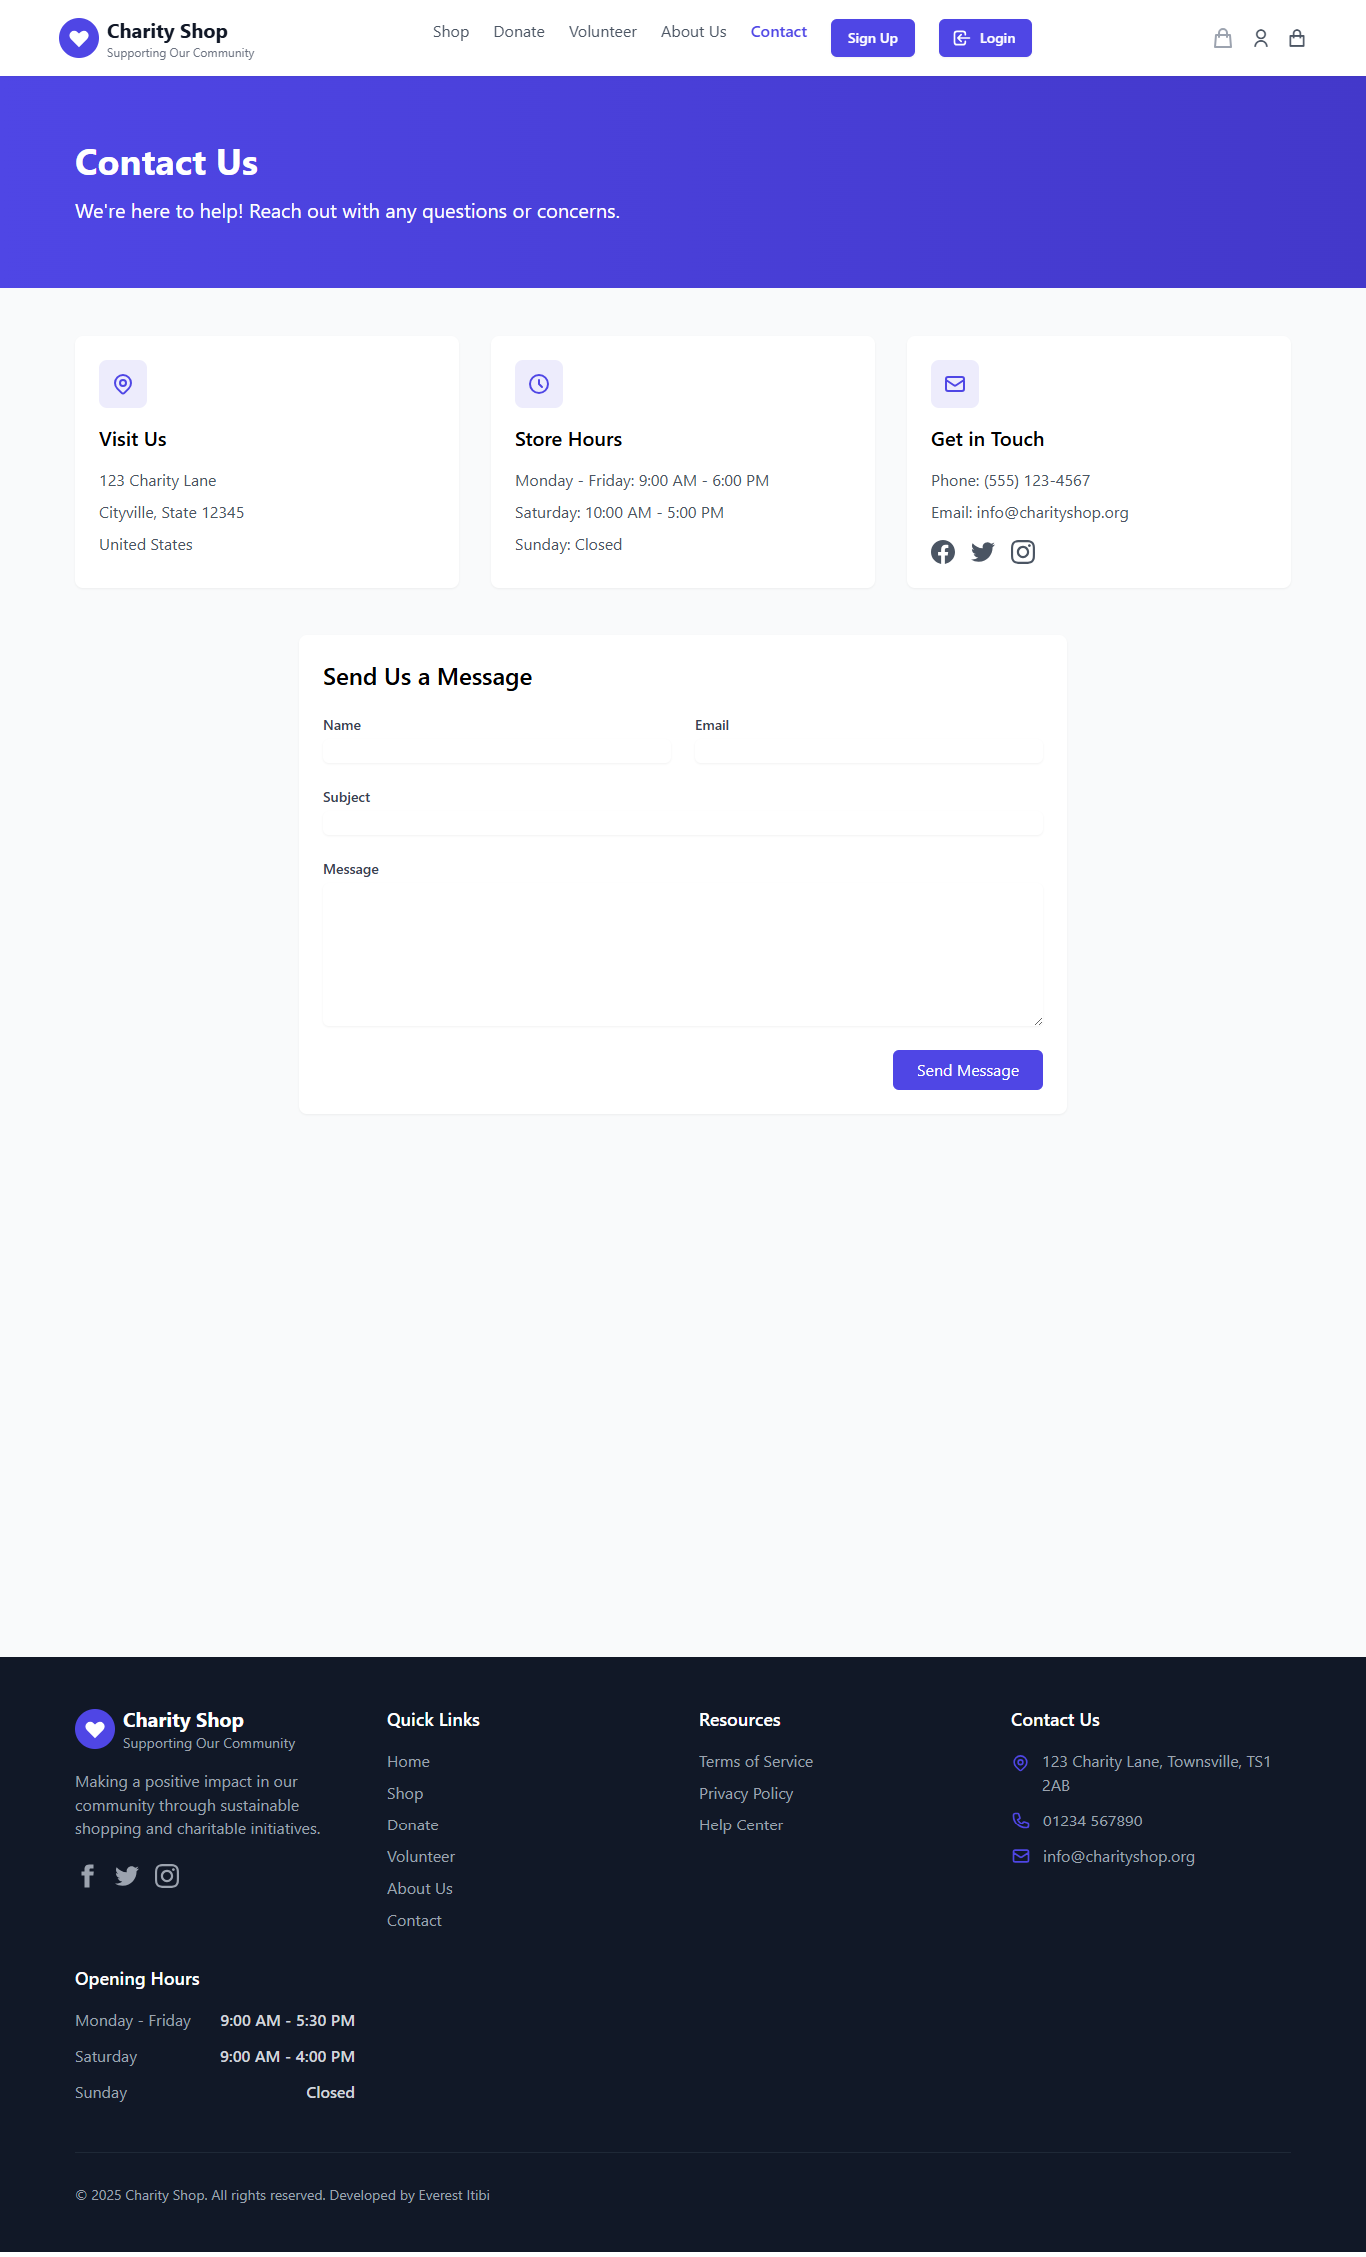 Charity Shop
Supporting Our Community
Shop
Donate
Volunteer
About Us
Contact
Sign Up
Login
Contact Us
We're here to help! Reach out with any questions or concerns.
Visit Us
123 Charity Lane
Cityville, State 12345
United States
Store Hours
Monday - Friday: 9:00 AM - 6:00 PM
Saturday: 10:00 AM - 5:00 PM
Sunday: Closed
Get in Touch
Phone: (555) 123-4567
Email: info@charityshop.org
Send Us a Message
Name
Email
Subject
Message
Send Message
Charity Shop
Supporting Our Community
Making a positive impact in our
community through sustainable
shopping and charitable initiatives.
Quick Links
Home
Shop
Donate
Volunteer
About Us
Contact
Resources
Terms of Service
Privacy Policy
Help Center
Contact Us
123 Charity Lane, Townsville, TS1
2AB
01234 567890
info@charityshop.org
Opening Hours
Monday - Friday 9:00 AM - 5:30 PM
Saturday 9:00 AM - 4:00 PM
Sunday Closed
© 2025 Charity Shop. All rights reserved. Developed by Everest Itibi